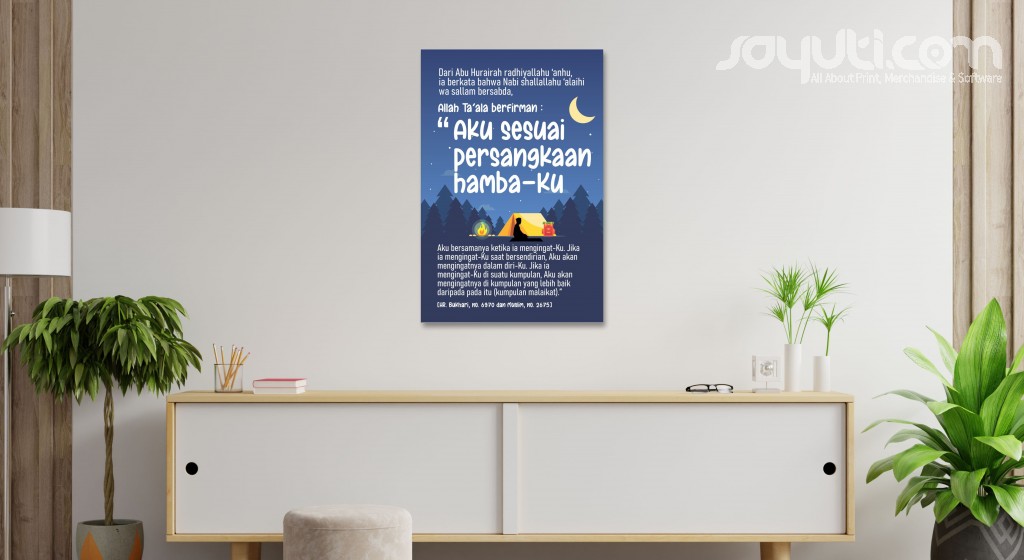 sayuti.com
All About Print, Merchandise & Software
Dari Abu Hurairah radhiyallahu 'anhu,
ia berkata bahwa Nabi shallallahu 'alaihi
wa sallam bersabda,
Allah Ta'ala berfirman :
"Aku sesuai
persangkaan
hamba-Ku
Aku bersamanya ketika ia mengingat-Ku. Jika
ia mengingat-Ku saat bersendirian, Aku akan
mengingatnya dalam diri-Ku. Jika ia
mengingat-Ku di suatu kumpulan, Aku akan
mengingatnya di kumpulan yang lebih baik
daripada pada itu (kumpulan malaikat)."
[HR. Bukhari, no. 6970 dan Muslim, no. 2675]